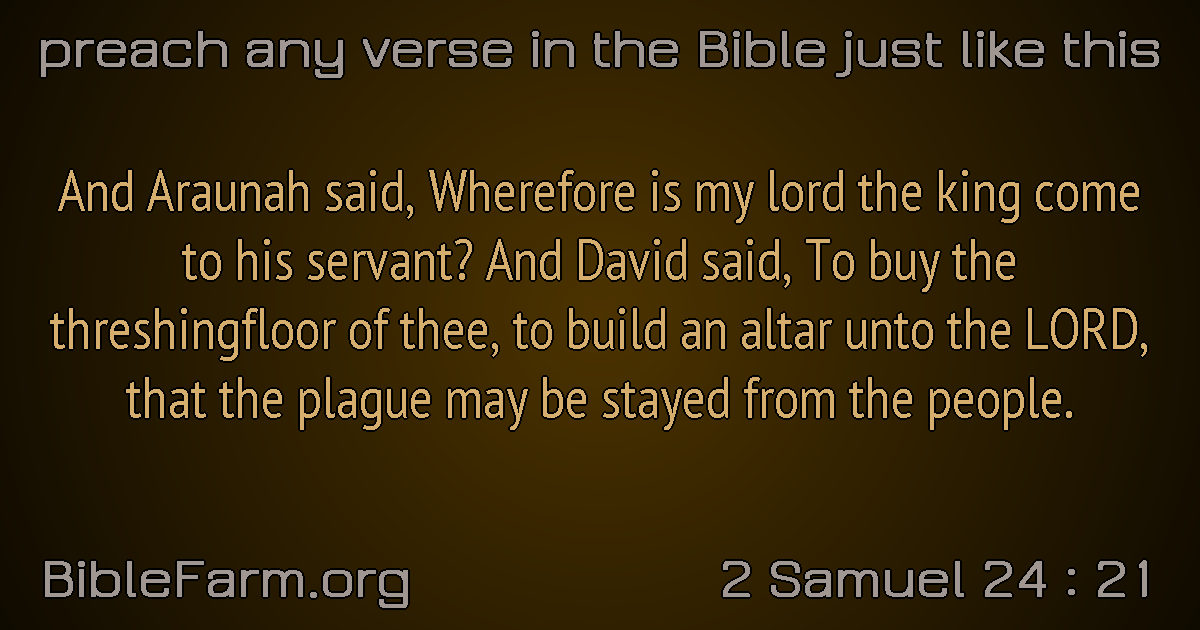 preach any verse in the Bible just like this
And Araunah said, Wherefore is my lord the king come
to his servant? And David said, To buy the
threshingfloor of thee, to build an altar unto the LORD,
that the plague may be stayed from the people.
BibleFarm.org
2 Samuel 24 : 21